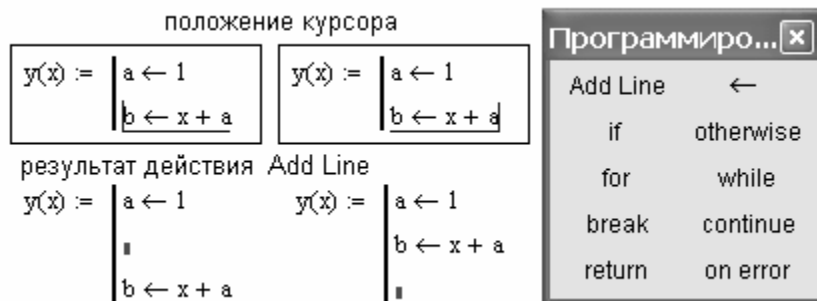 положение курсора
y(x) := a ← 1
b ← x + a
y(x) := a ← 1
b ← x + a
результат действия Add Line
y(x) := a ← 1
b ← x + a
y(x) := a ← 1
b ← x + a
Программиро... ×
Add Line ←
if otherwise
for while
break continue
return on error